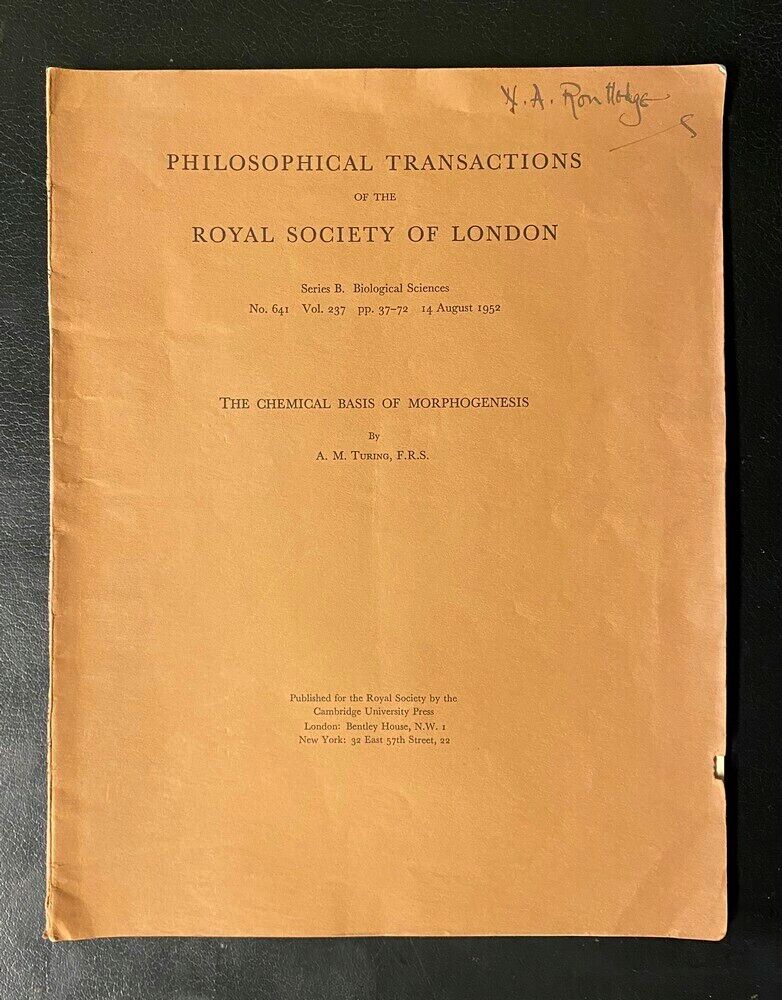 N. A. Routledge
PHILOSOPHICAL TRANSACTIONS
OF THE
ROYAL SOCIETY OF LONDON
Series B. Biological Sciences
No. 641 Vol. 237 pp. 37–72 14 August 1952
THE CHEMICAL BASIS OF MORPHOGENESIS
By
A. M. TURING, F.R.S.
Published for the Royal Society by the
Cambridge University Press
London: Bentley House, N.W. 1
New York: 32 East 57th Street, 22